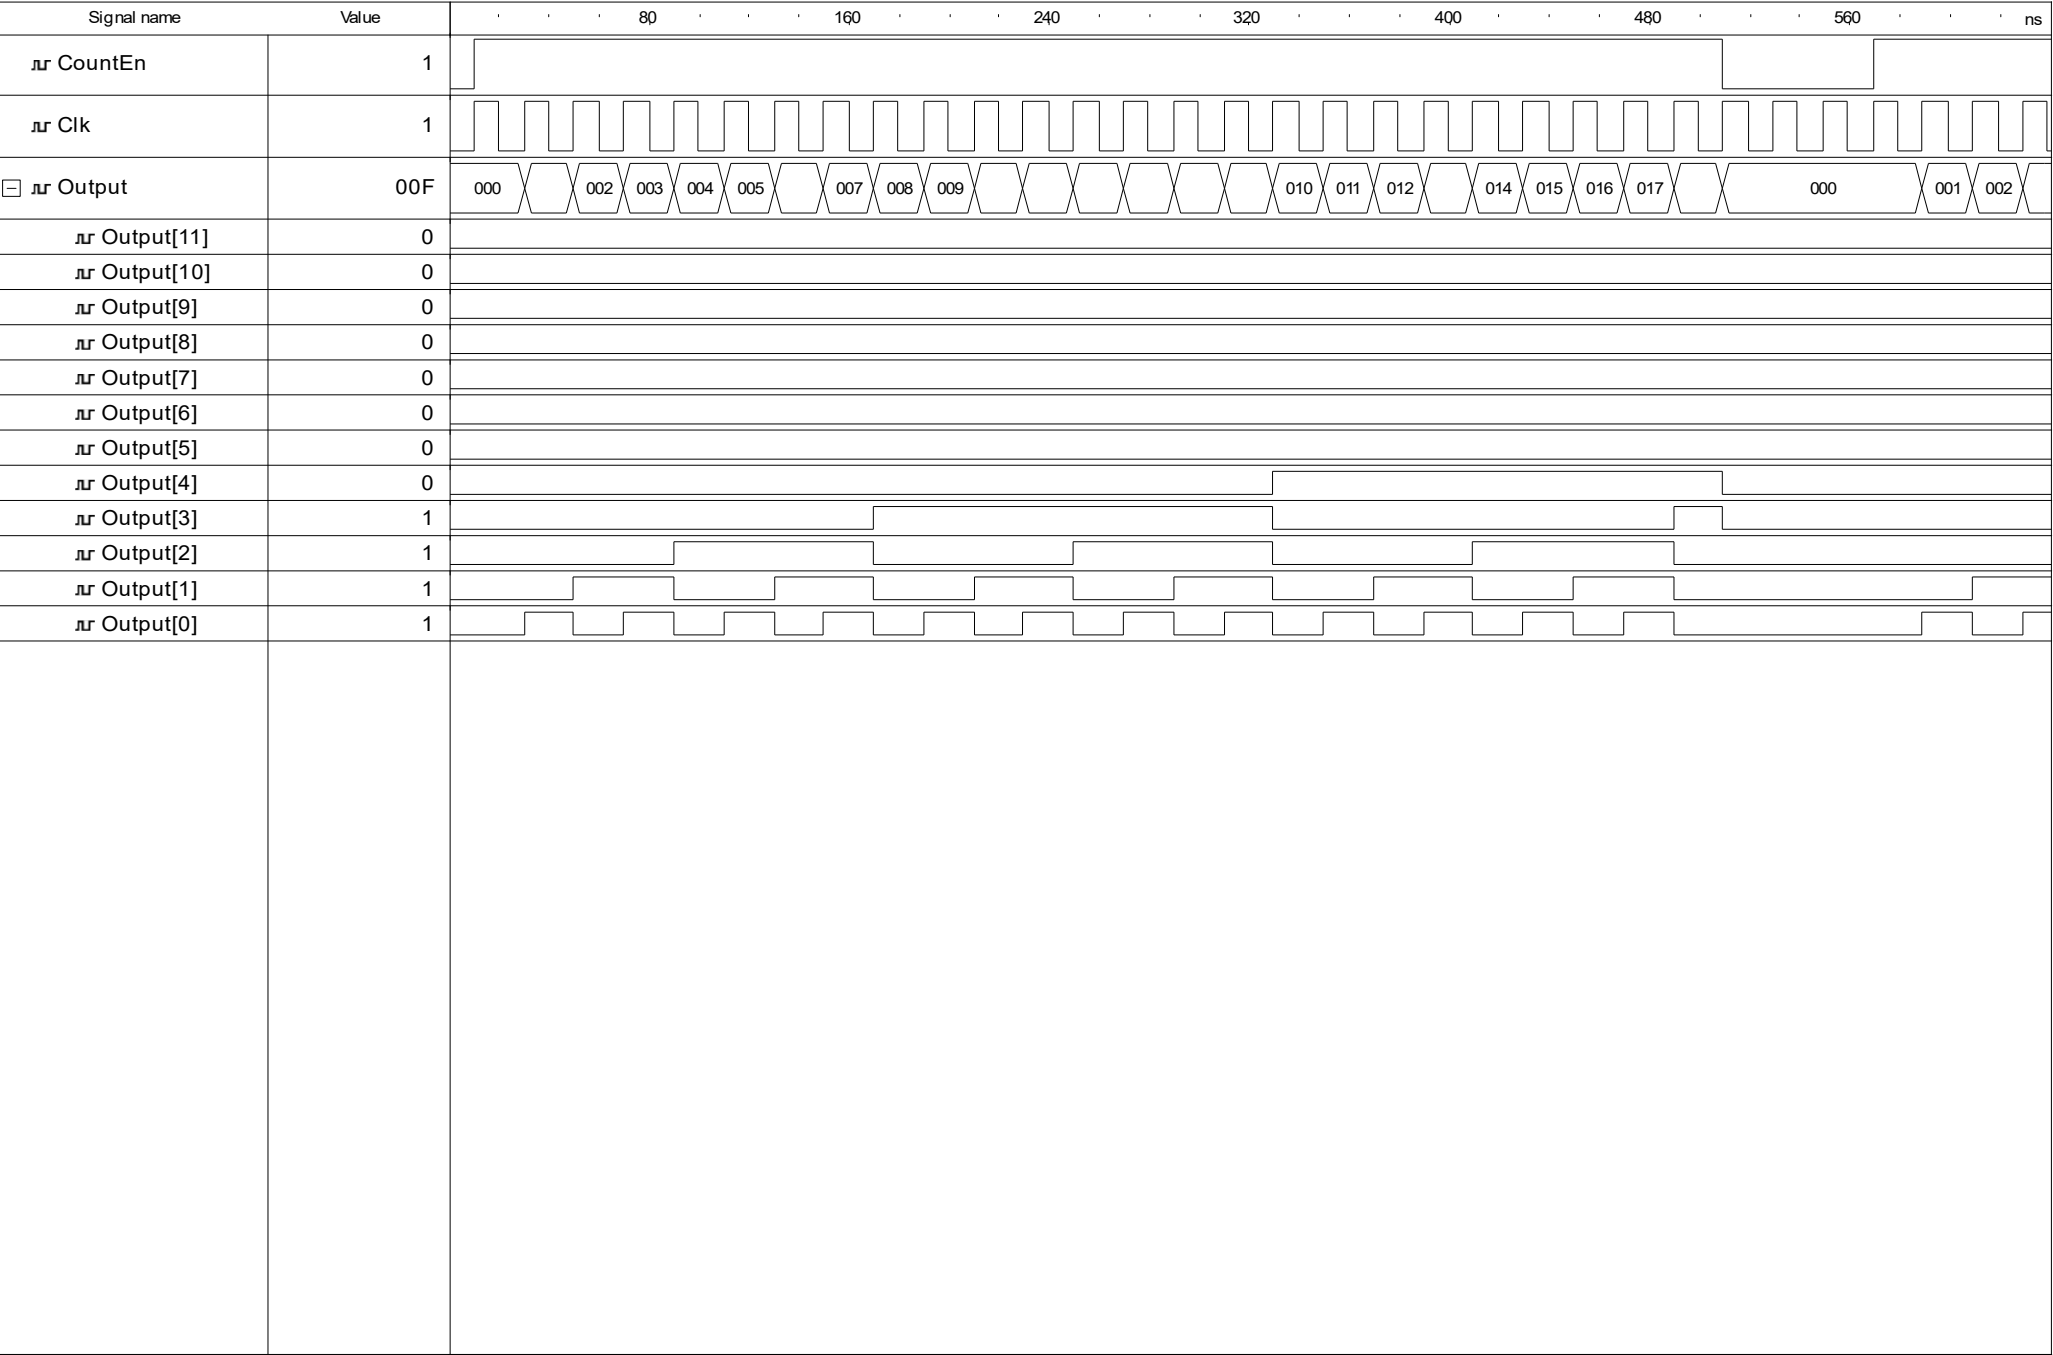 Signal name Value 80 160 240 320 400 480 560 ns
CountEn 1
Clk 1
Output 00F 000 002 003 004 005 007 008 009 010 011 012 014 015 016 017 000 001 002
Output[11] 0
Output[10] 0
Output[9] 0
Output[8] 0
Output[7] 0
Output[6] 0
Output[5] 0
Output[4] 0
Output[3] 1
Output[2] 1
Output[1] 1
Output[0] 1